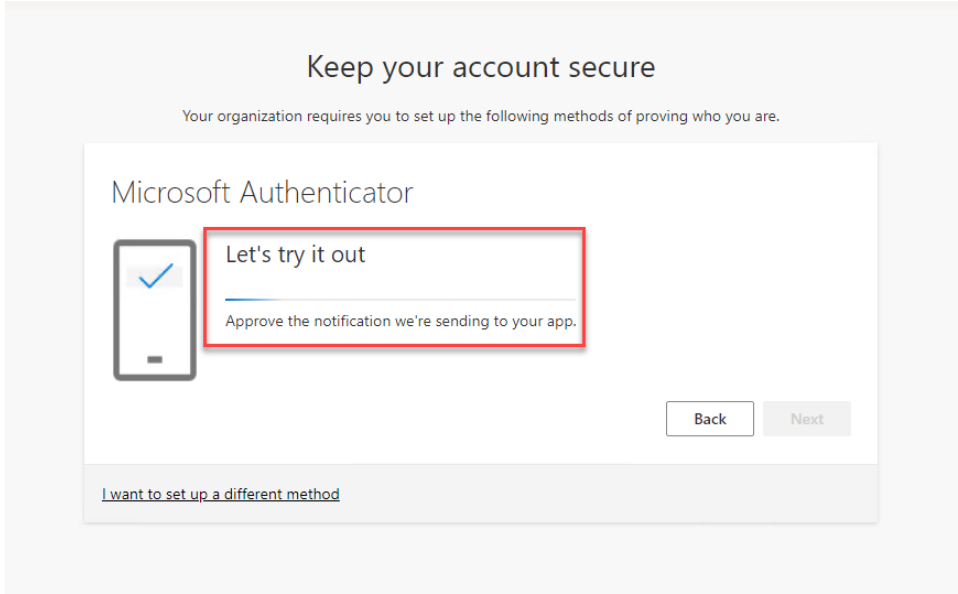 Keep your account secure
Your organization requires you to set up the following methods of proving who you are.
Microsoft Authenticator
Let's try it out
Approve the notification we're sending to your app.
Back Next
I want to set up a different method